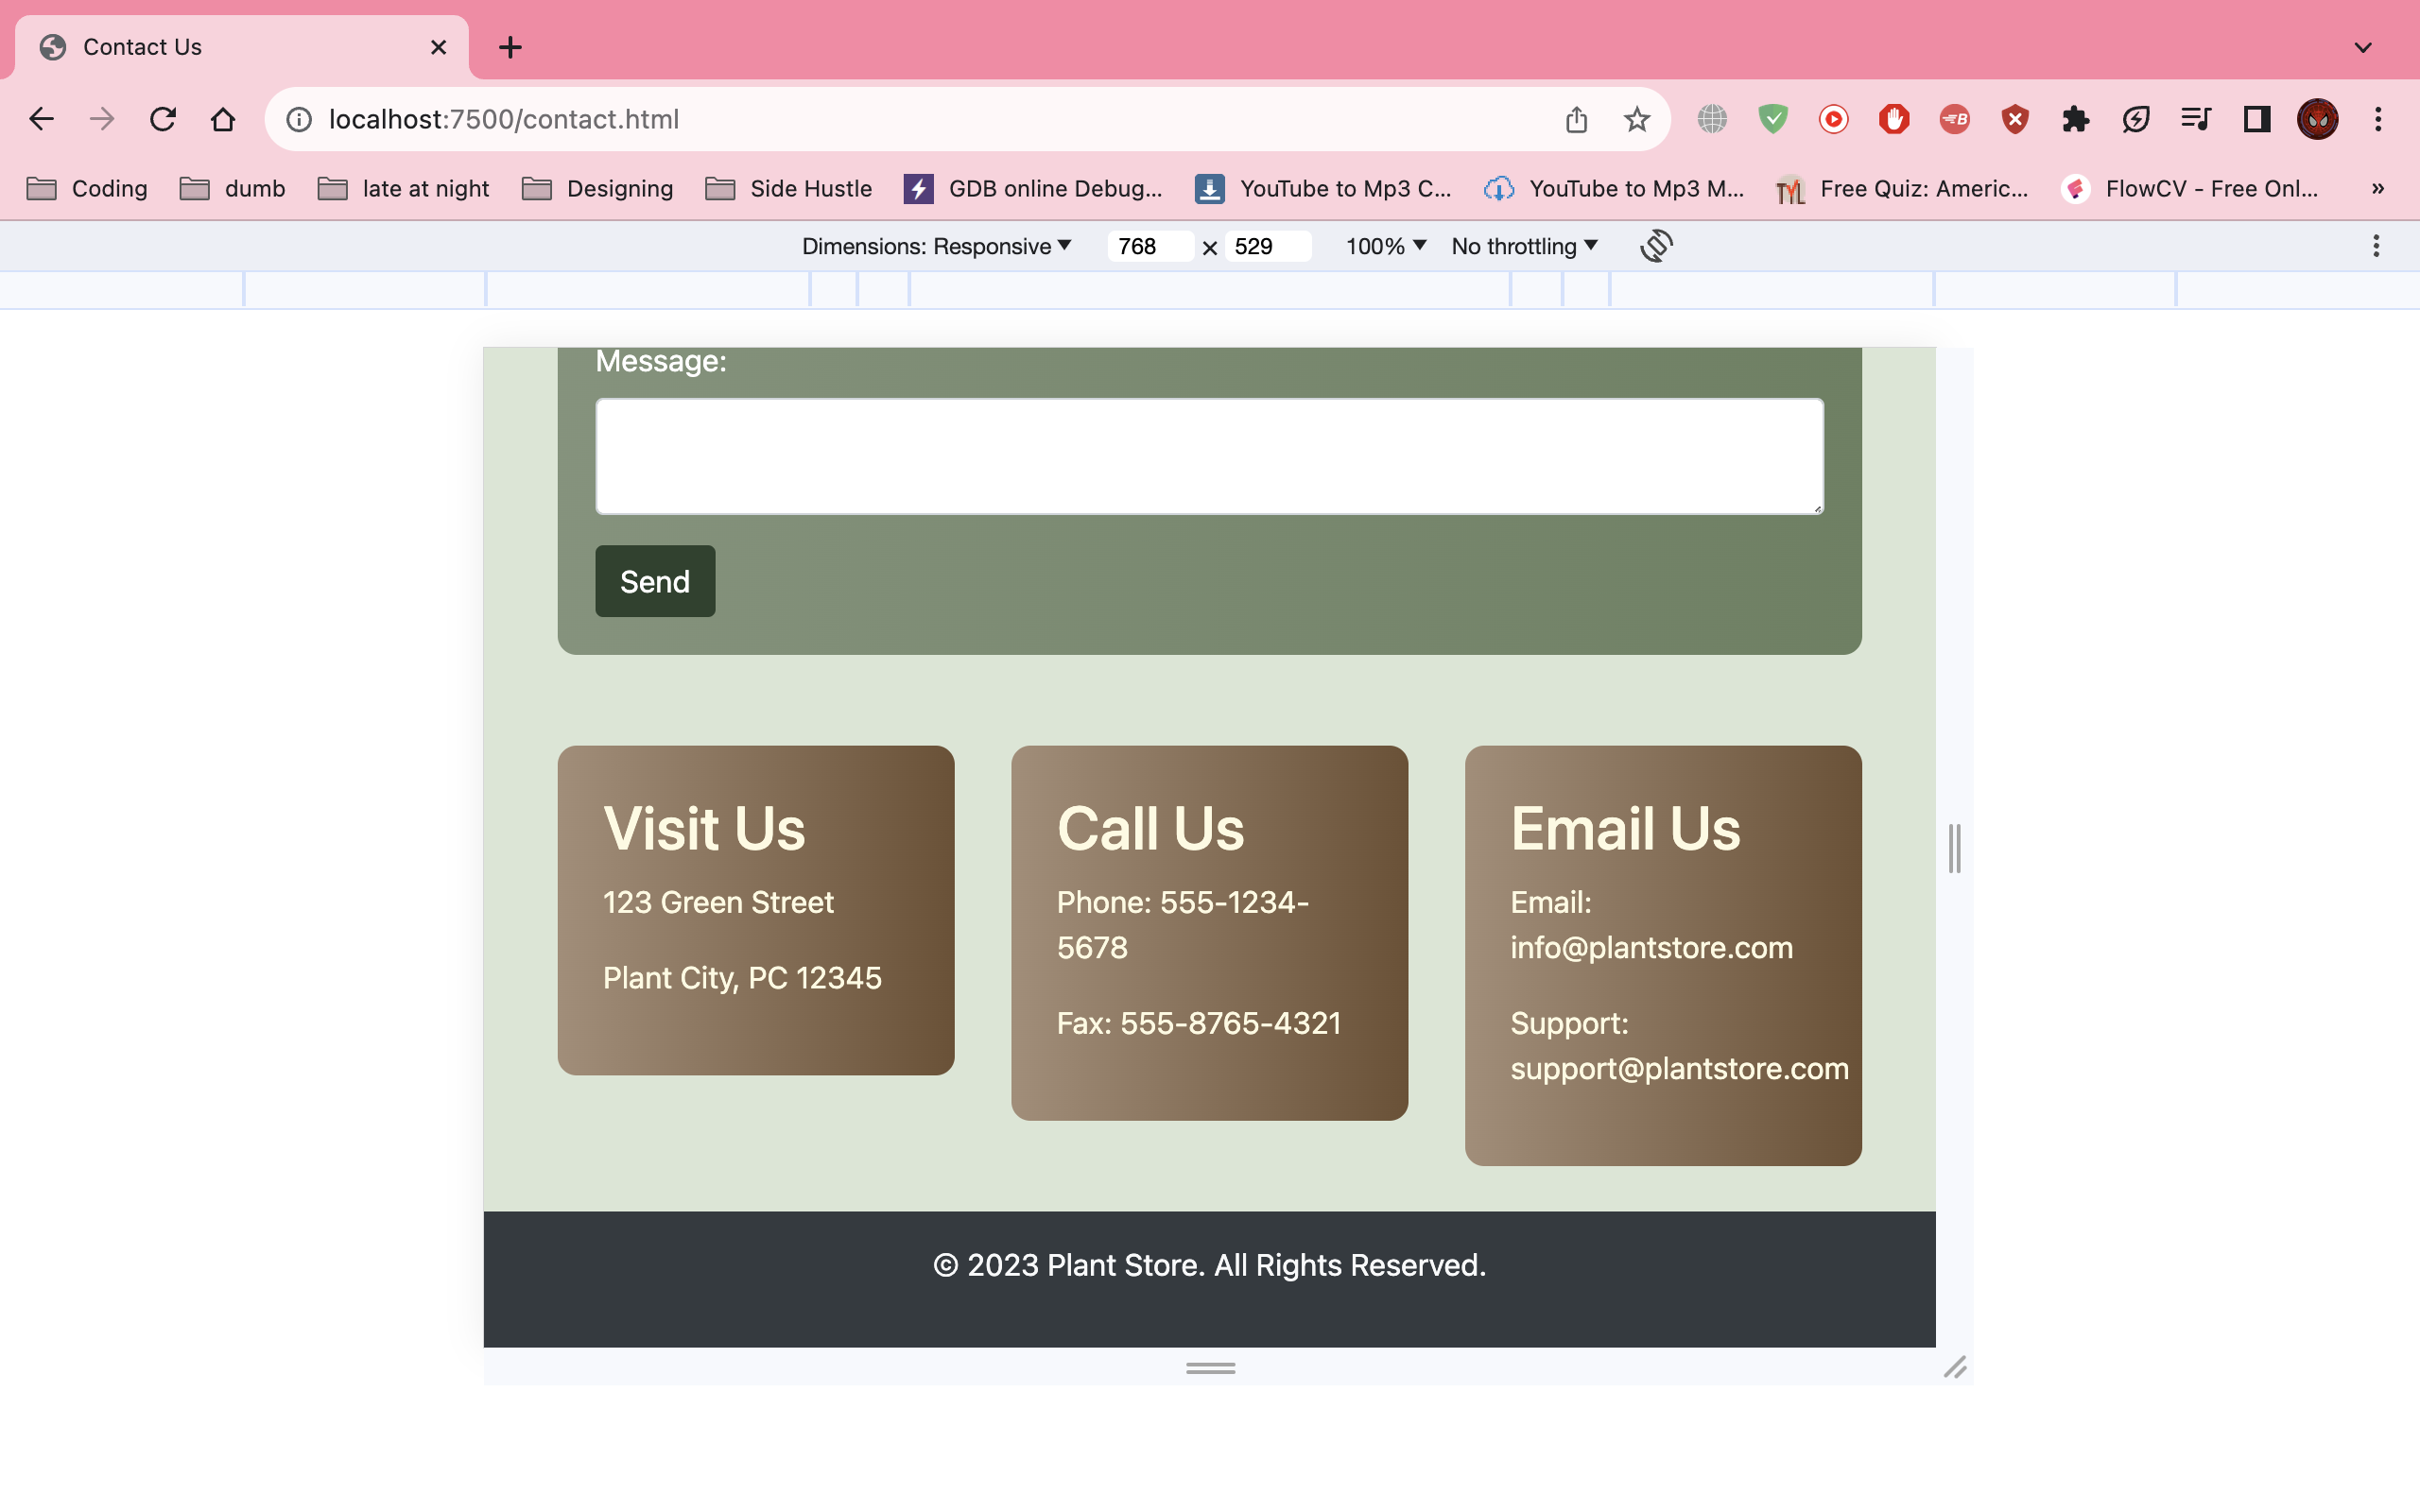 Contact Us
localhost:7500/contact.html
Coding dumb late at night Designing Side Hustle GDB online Debug... YouTube to Mp3 C... YouTube to Mp3 M... Free Quiz: Americ... FlowCV - Free Onl... »
Dimensions: Responsive 768 × 529 100% No throttling
Message:
Send
Visit Us
123 Green Street
Plant City, PC 12345
Call Us
Phone: 555-1234-
5678
Fax: 555-8765-4321
Email Us
Email:
info@plantstore.com
Support:
support@plantstore.com
© 2023 Plant Store. All Rights Reserved.